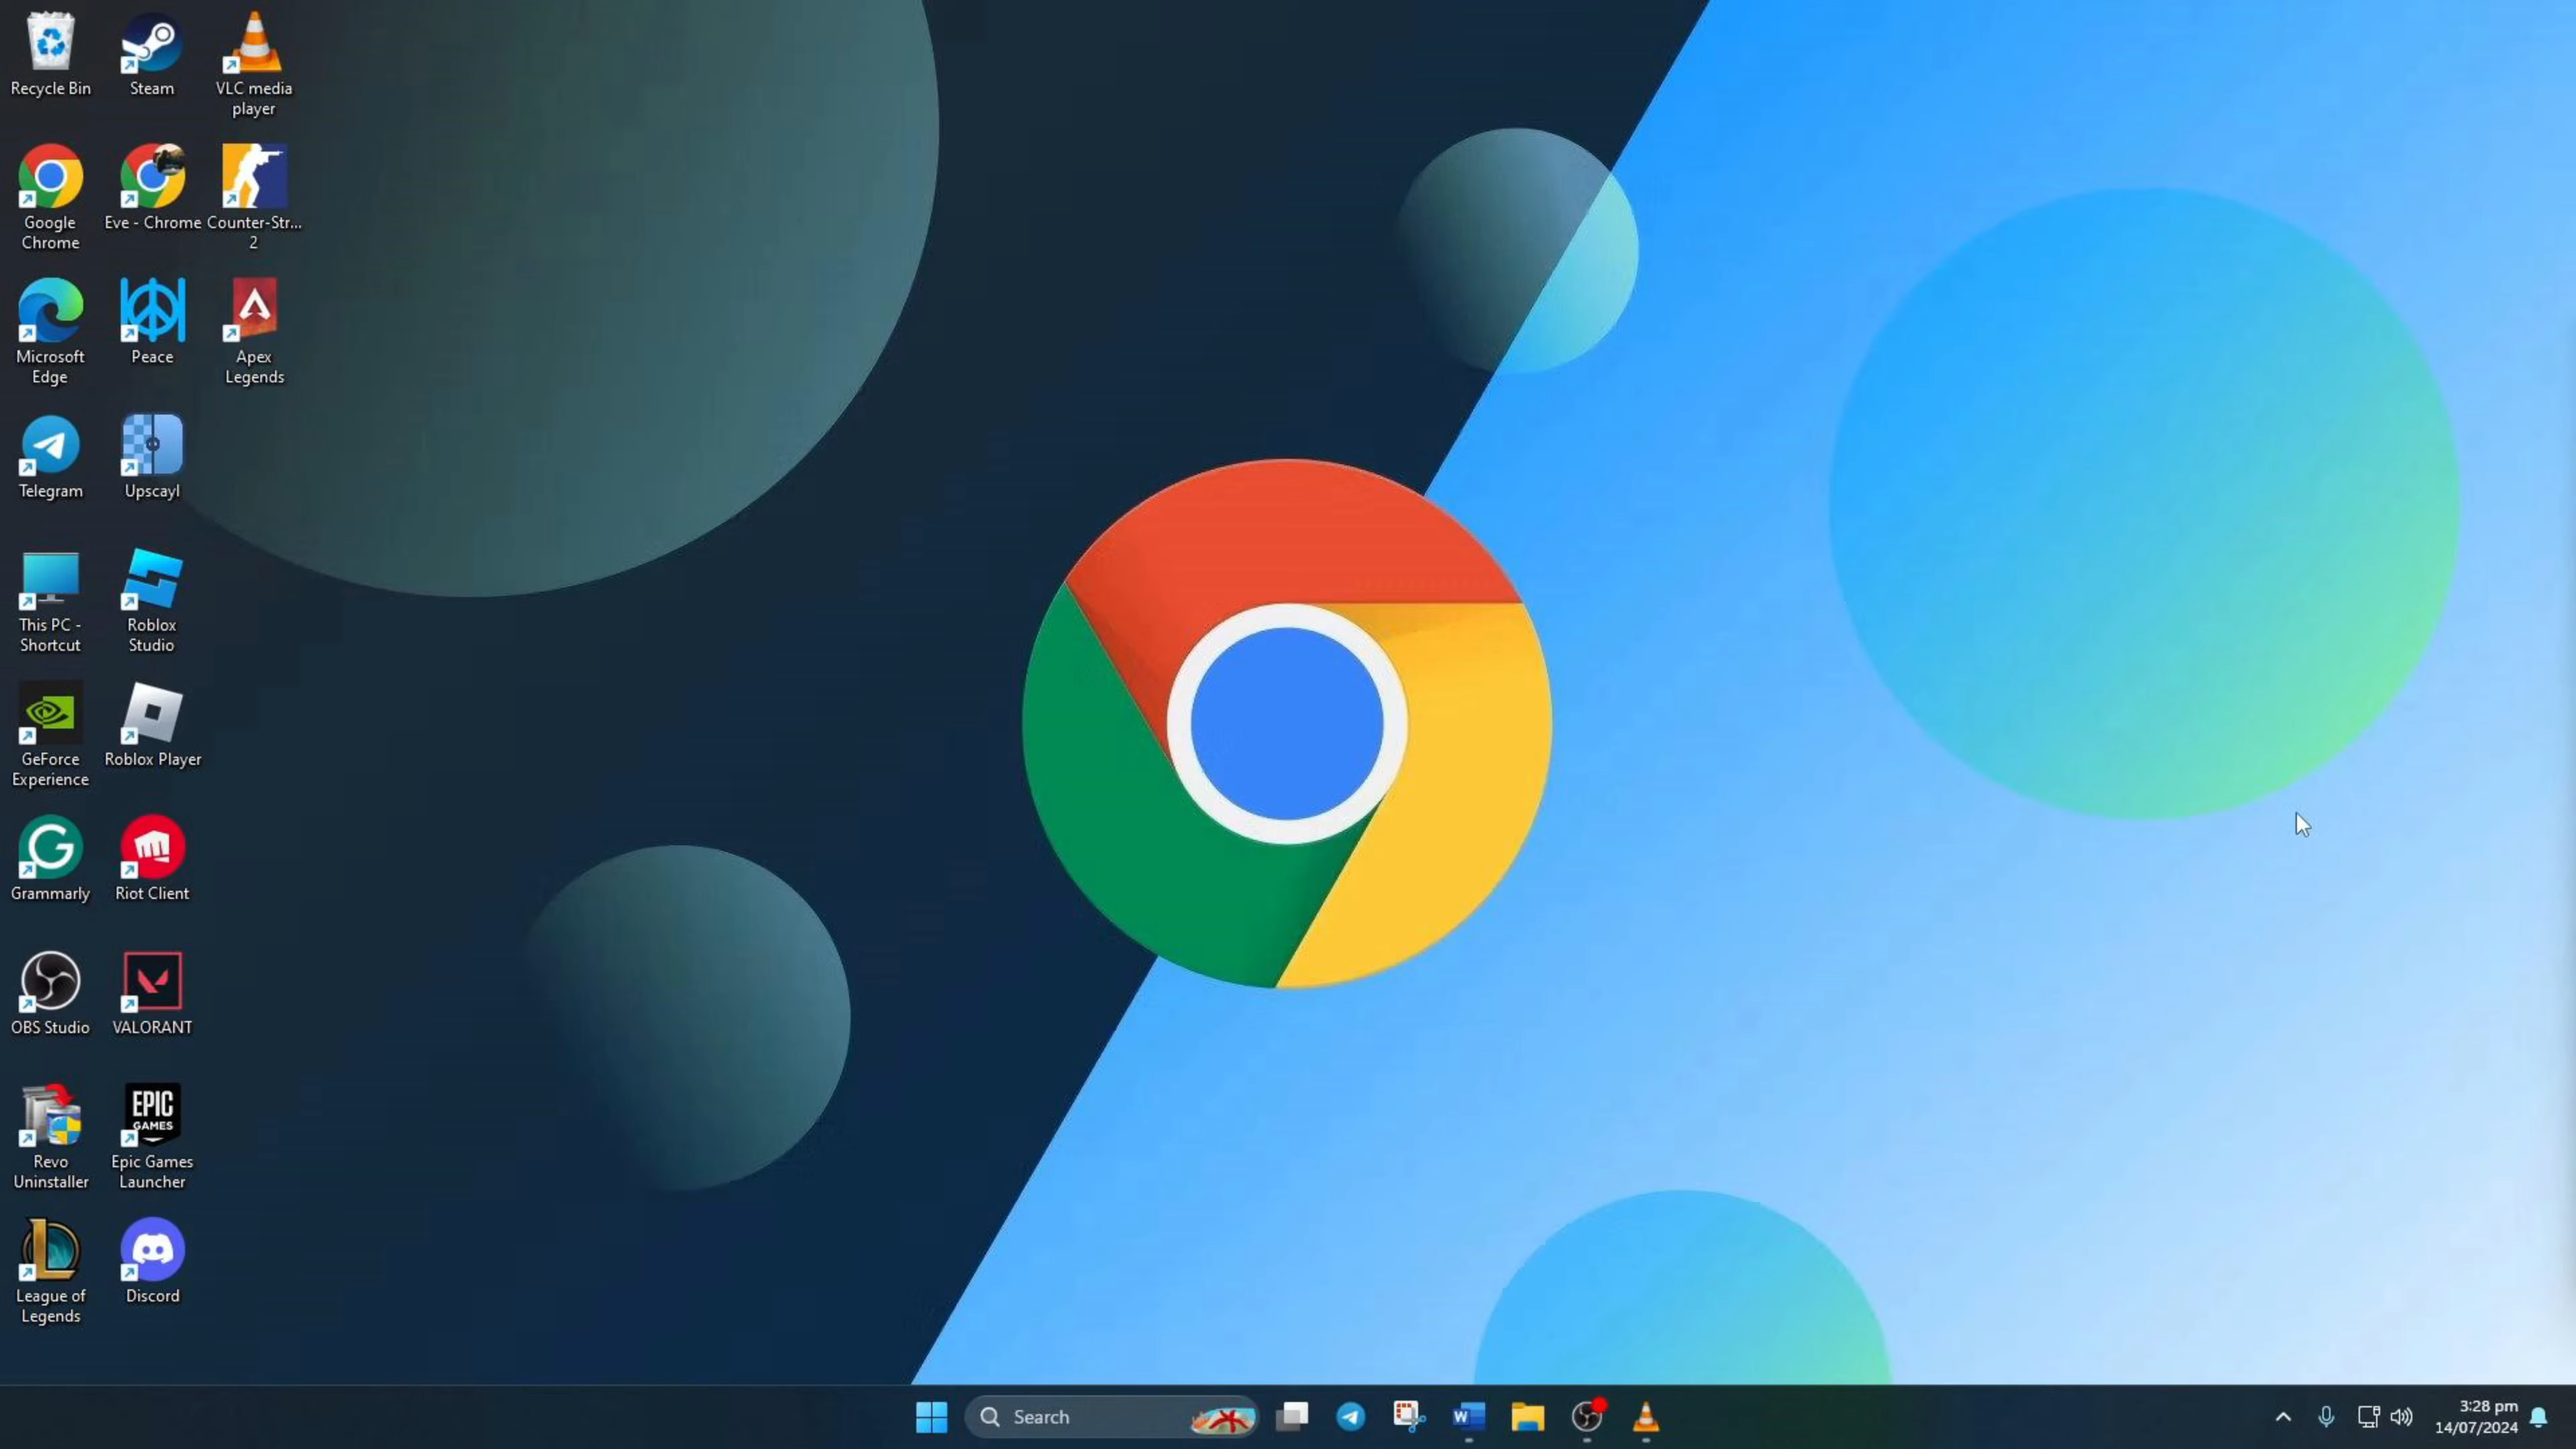 Recycle Bin
Steam
VLC media
player
Google
Chrome
Eve - Chrome
Counter-Str...
2
Microsoft
Edge
Peace
Apex
Legends
Telegram
Upscayl
This PC -
Shortcut
Roblox
Studio
GeForce
Experience
Roblox Player
Grammarly
Riot Client
OBS Studio
VALORANT
Revo
Uninstaller
EPIC
GAMES
Epic Games
Launcher
League of
Legends
Discord
Search
3:28 pm
14/07/2024